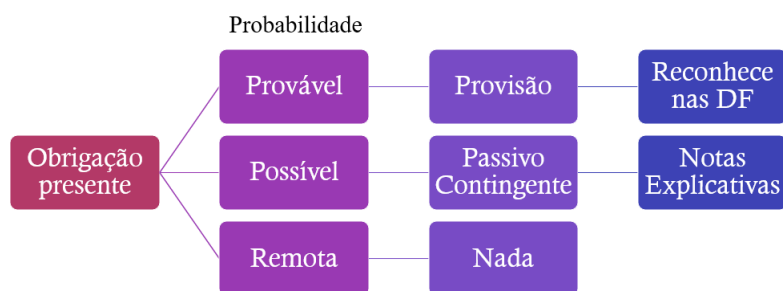 Probabilidade
Provável
Provisão
Reconhece
nas DF
Obrigação
presente
Possível
Passivo
Contingente
Notas
Explicativas
Remota
Nada